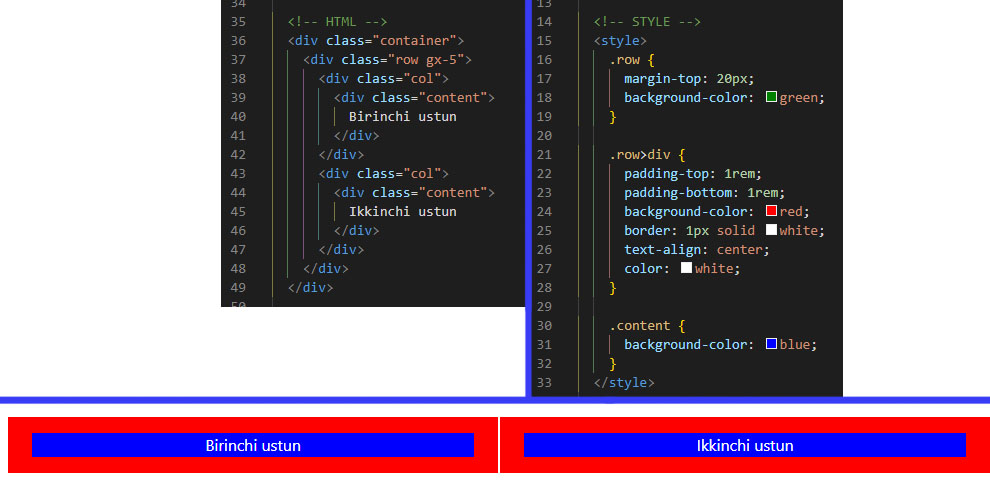 34
35 <!-- HTML -->
36 <div class="container">
37 <div class="row gx-5">
38 <div class="col">
39 <div class="content">
40 Birinchi ustun
41 </div>
42 </div>
43 <div class="col">
44 <div class="content">
45 Ikkinchi ustun
46 </div>
47 </div>
48 </div>
49 </div>
50
13
14 <!-- STYLE -->
15 <style>
16 .row {
17 margin-top: 20px;
18 background-color: green;
19 }
20
21 .row>div {
22 padding-top: 1rem;
23 padding-bottom: 1rem;
24 background-color: red;
25 border: 1px solid white;
26 text-align: center;
27 color: white;
28 }
29
30 .content {
31 background-color: blue;
32 }
33 </style>
Birinchi ustun
Ikkinchi ustun